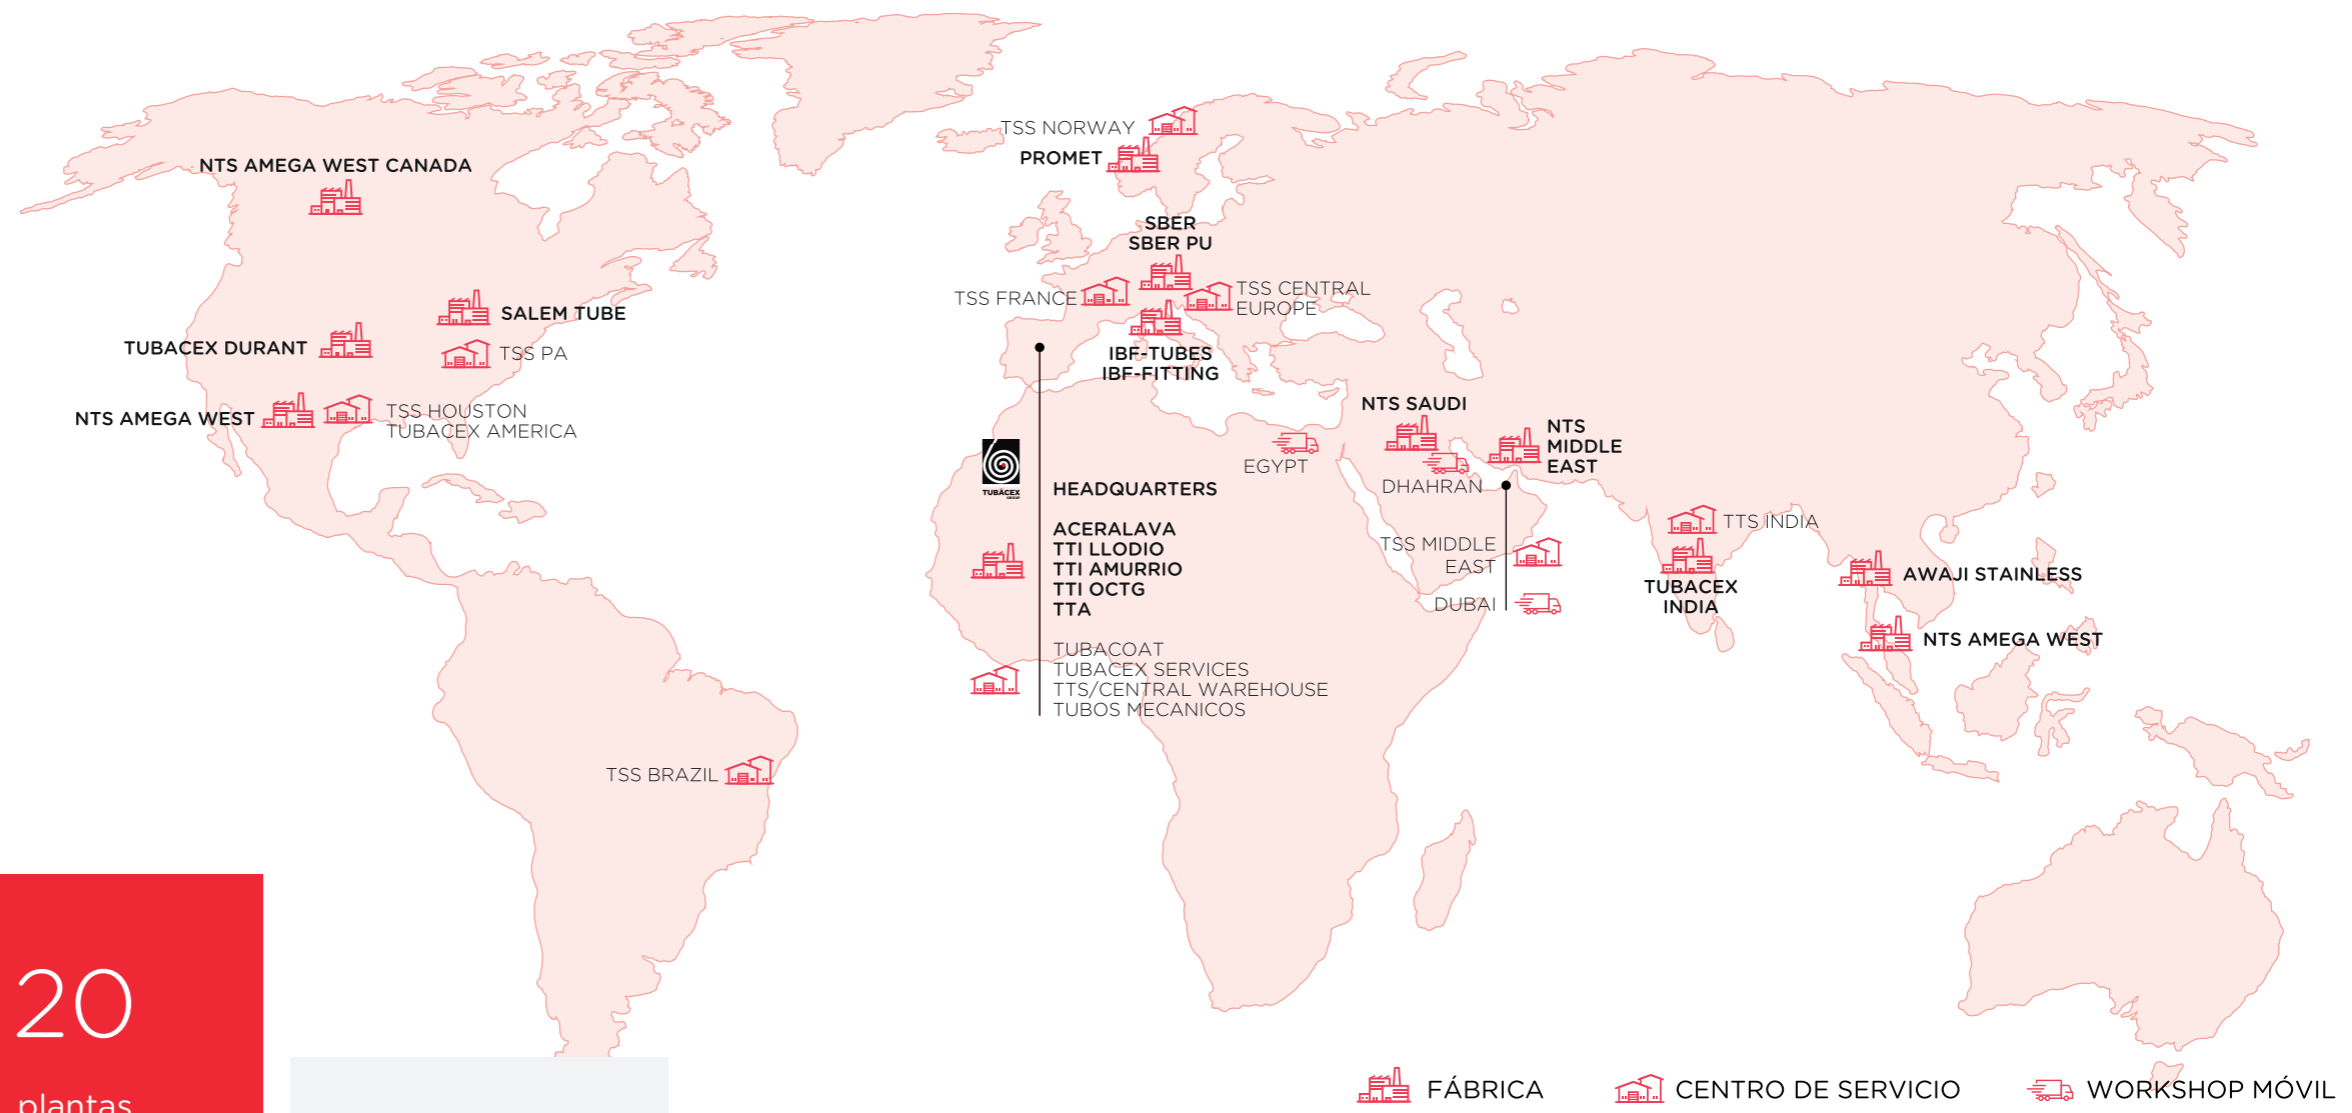 TSS NORWAY
PROMET
NTS AMEGA WEST CANADA
SBER
SBER PU
TSS FRANCE
TSS CENTRAL
EUROPE
SALEM TUBE
TUBACEX DURANT
TSS PA
IBF-TUBES
IBF-FITTING
NTS AMEGA WEST
TSS HOUSTON
TUBACEX AMERICA
NTS SAUDI
NTS
MIDDLE
EAST
EGYPT
DHAHRAN
TUBACEX
GROUP
HEADQUARTERS
ACERALAVA
TTI LLODIO
TTI AMURRIO
TTI OCTG
TTA
TUBACOAT
TUBACEX SERVICES
TTS/CENTRAL WAREHOUSE
TUBOS MECANICOS
TSS MIDDLE
EAST
DUBAI
TTS INDIA
TUBACEX
INDIA
AWAJI STAINLESS
NTS AMEGA WEST
TSS BRAZIL
20
plantas
FÁBRICA
CENTRO DE SERVICIO
WORKSHOP MÓVIL